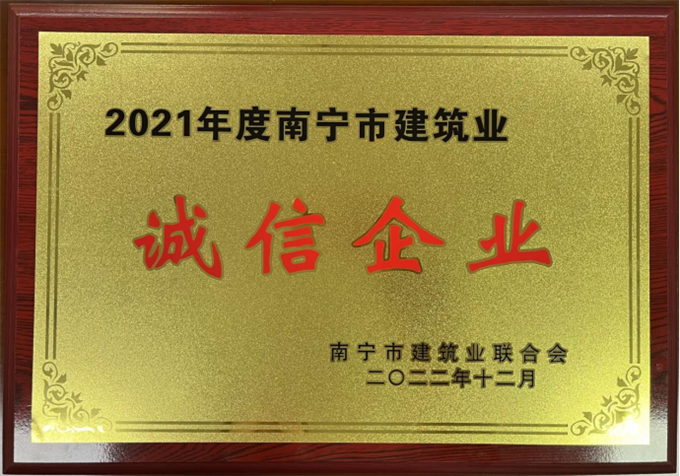 2021年度南宁市建筑业
诚信企业
南宁市建筑业联合会
二〇二二年十二月